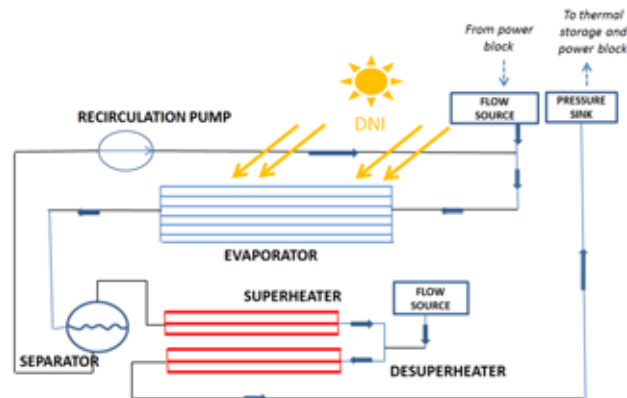 From power
block
To thermal
storage and
power block
RECIRCULATION PUMP
DNI
FLOW
SOURCE
PRESSURE
SINK
EVAPORATOR
SUPERHEATER
FLOW
SOURCE
SEPARATOR
DESUPERHEATER